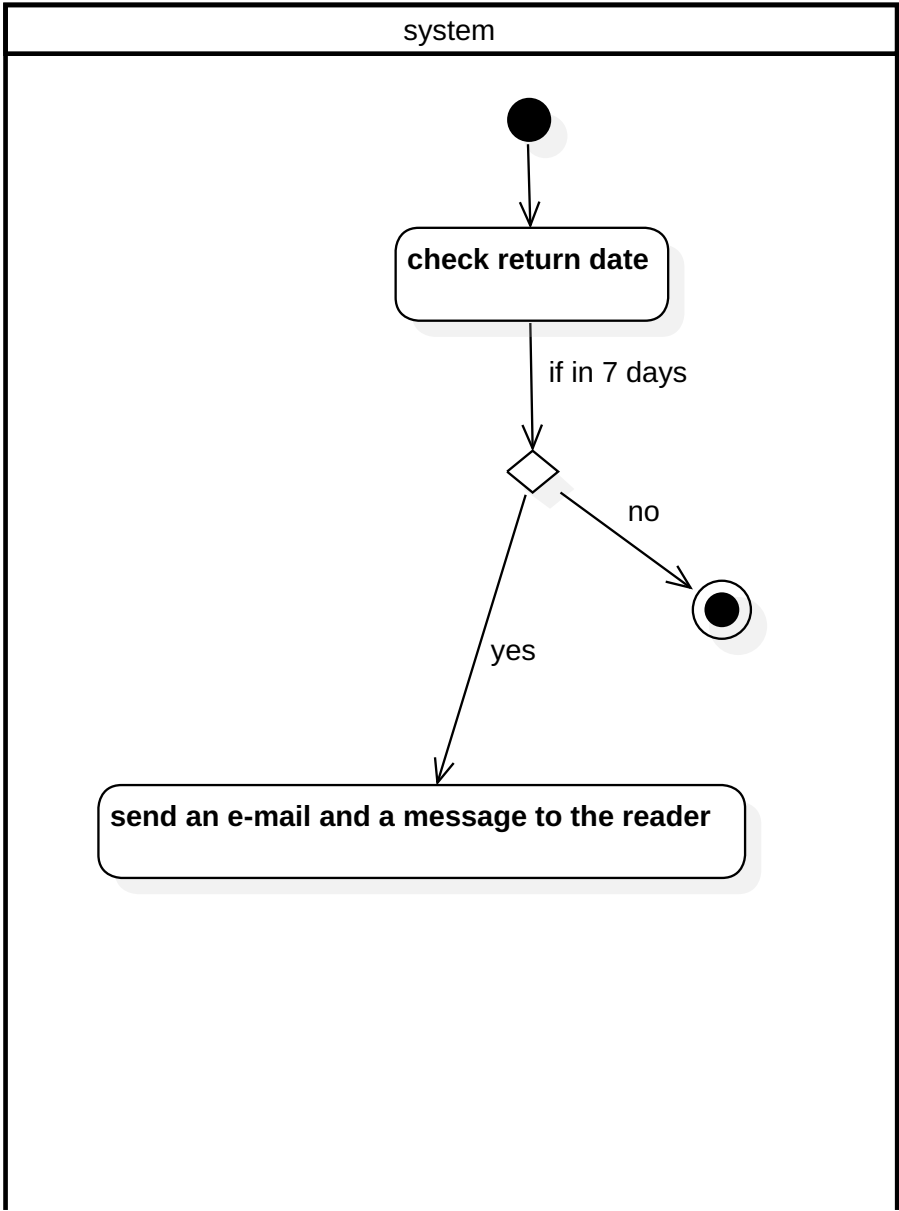 system
check return date
if in 7 days
no
yes
send an e-mail and a message to the reader